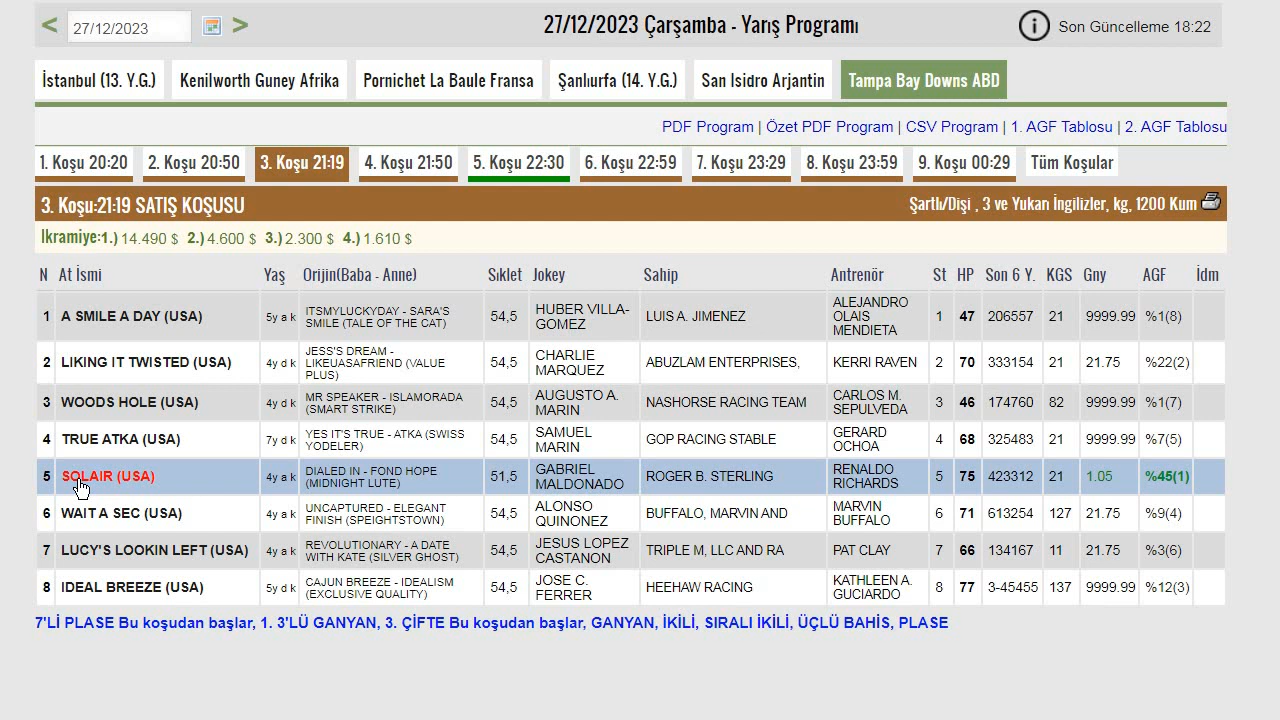 < 27/12/2023 > 27/12/2023 Çarşamba - Yarış Programı Son Güncelleme 18:22
İstanbul (13. Y.G.) Kenilworth Guney Afrika Pornichet La Baule Fransa Şanlıurfa (14. Y.G.) San Isidro Arjantin Tampa Bay Downs ABD
PDF Program | Özet PDF Program | CSV Program | 1. AGF Tablosu | 2. AGF Tablosu
1. Koşu 20:20 2. Koşu 20:50 3. Koşu 21:19 4. Koşu 21:50 5. Koşu 22:30 6. Koşu 22:59 7. Koşu 23:29 8. Koşu 23:59 9. Koşu 00:29 Tüm Koşular
3. Koşu:21:19 SATIŞ KOŞUSU Şartlı/Dişi , 3 ve Yukarı İngilizler, kg, 1200 Kum
İkramiye:1.) 14.490 $ 2.) 4.600 $ 3.) 2.300 $ 4.) 1.610 $
N At İsmi Yaş Orijin(Baba - Anne) Sıklet Jokey Sahip Antrenör St HP Son 6 Y. KGS Gny AGF İdm
1 A SMILE A DAY (USA) 5y a k ITSMYLUCKYDAY - SARA'S SMILE (TALE OF THE CAT) 54,5 HUBER VILLA-GOMEZ LUIS A. JIMENEZ ALEJANDRO OLAIS MENDIETA 1 47 206557 21 9999.99 %1(8)
2 LIKING IT TWISTED (USA) 4y d k JESS'S DREAM - LIKEUASAFRIEND (VALUE PLUS) 54,5 CHARLIE MARQUEZ ABUZLAM ENTERPRISES, KERRI RAVEN 2 70 333154 21 21.75 %22(2)
3 WOODS HOLE (USA) 4y d k MR SPEAKER - ISLAMORADA (SMART STRIKE) 54,5 AUGUSTO A. MARIN NASHORSE RACING TEAM CARLOS M. SEPULVEDA 3 46 174760 82 9999.99 %1(7)
4 TRUE ATKA (USA) 7y d k YES IT'S TRUE - ATKA (SWISS YODELER) 54,5 SAMUEL MARIN GOP RACING STABLE GERARD OCHOA 4 68 325483 21 9999.99 %7(5)
5 SOLAIR (USA) 4y a k DIALED IN - FOND HOPE (MIDNIGHT LUTE) 51,5 GABRIEL MALDONADO ROGER B. STERLING RENALDO RICHARDS 5 75 423312 21 1.05 %45(1)
6 WAIT A SEC (USA) 4y a k UNCAPTURED - ELEGANT FINISH (SPEIGHTSTOWN) 54,5 ALONSO QUINONEZ BUFFALO, MARVIN AND MARVIN BUFFALO 6 71 613254 127 21.75 %9(4)
7 LUCY'S LOOKIN LEFT (USA) 4y a k REVOLUTIONARY - A DATE WITH KATE (SILVER GHOST) 54,5 JESUS LOPEZ CASTANON TRIPLE M, LLC AND RA PAT CLAY 7 66 134167 11 21.75 %3(6)
8 IDEAL BREEZE (USA) 5y d k CAJUN BREEZE - IDEALISM (EXCLUSIVE QUALITY) 54,5 JOSE C. FERRER HEEHAW RACING KATHLEEN A. GUCIARDO 8 77 3-45455 137 9999.99 %12(3)
7'Lİ PLASE Bu koşudan başlar, 1. 3'LÜ GANYAN, 3. ÇİFTE Bu koşudan başlar, GANYAN, İKİLİ, SIRALI İKİLİ, ÜÇLÜ BAHİS, PLASE